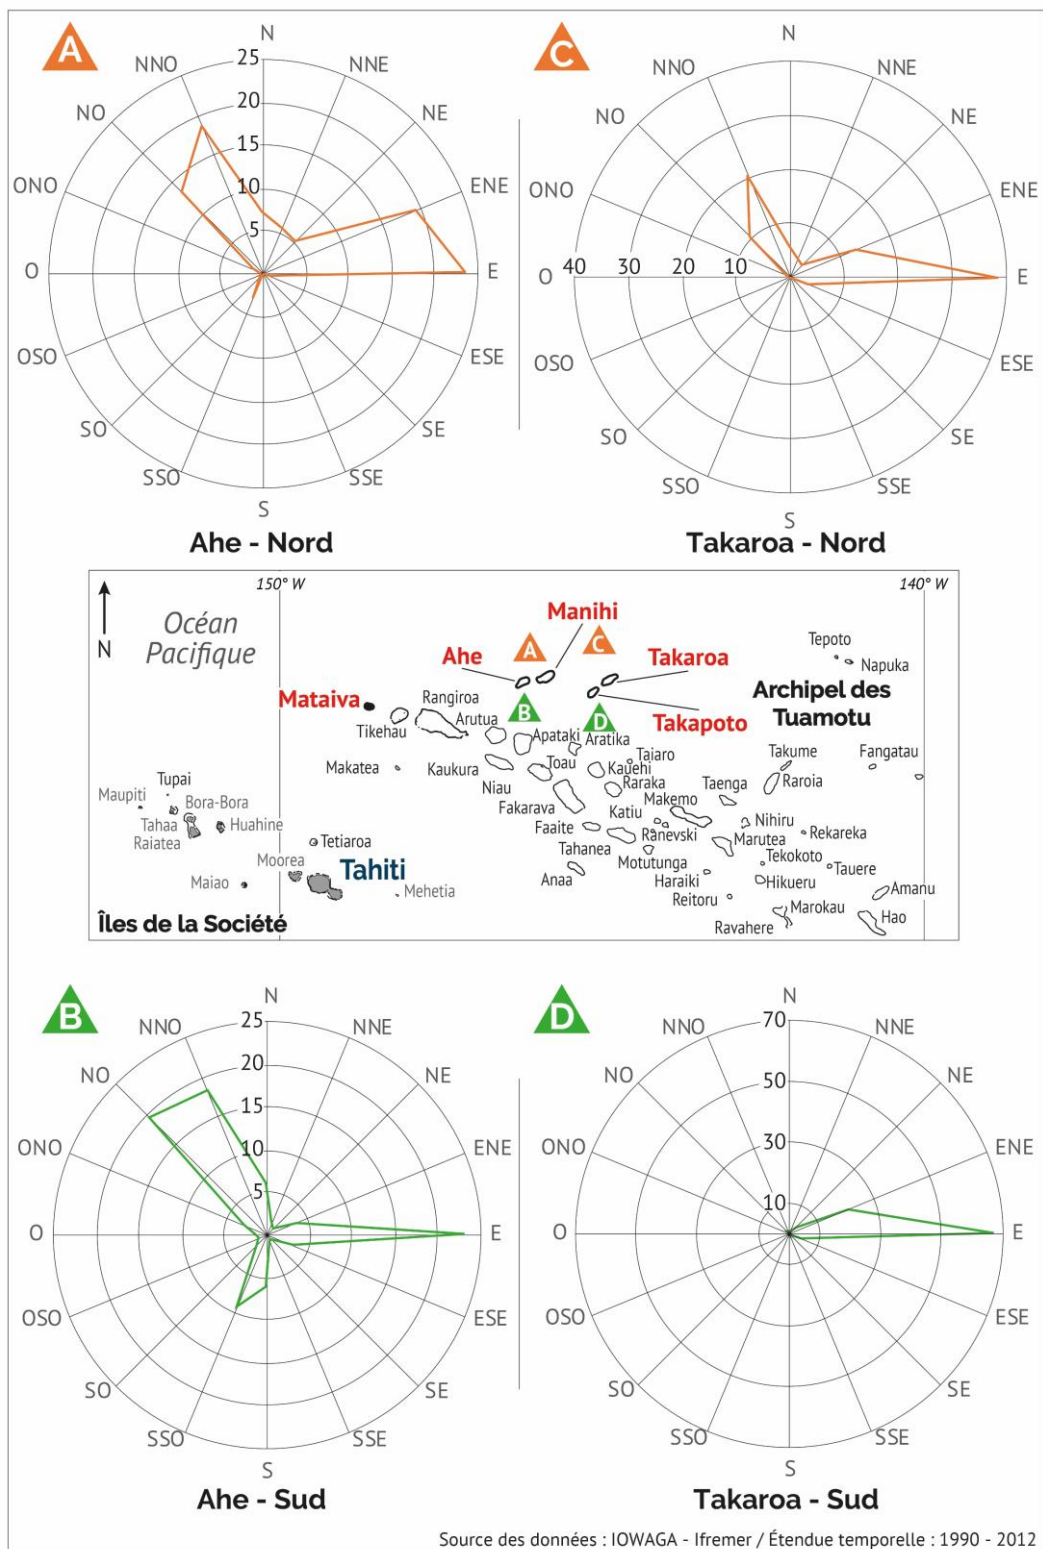 A
N
NNO
NNE
NO
NE
ONO
ENE
O
E
OSO
ESE
SO
SE
SSO
SSE
S
25
20
15
10
5
Ahe - Nord
C
N
NNO
NNE
NO
NE
ONO
ENE
O
40 30 20 10
E
OSO
ESE
SO
SE
SSO
SSE
S
Takaroa - Nord
150° W
140° W
N
Océan
Pacifique
Manihi
A
C
Ahe
Takaroa
Tepoto
Napuka
Mataiva
Rangiroa
B
D
Takapoto
Archipel des
Tuamotu
Tikehau
Arutua
Apataki
Aratika
Makatea
Kaukura
Toau
Kauehi
Taiaro
Takume
Fangatau
Niau
Raraka
Taenga
Raroia
Fakarava
Katiu
Makemo
Tupai
Maupiti
Bora-Bora
Tahaa
Raiatea
Huahine
Tetiaroa
Faaite
Ranevski
Nihiru
Rekareka
Tahanea
Marutea
Motutunga
Tekokoto
Tauere
Moorea
Tahiti
Anaa
Haraiki
Hikueru
Maiao
Mehetia
Reitoru
Amanu
Marokau
Hao
Ravahere
Îles de la Société
B
N
NNO
NNE
NO
NE
ONO
ENE
O
E
OSO
ESE
SO
SE
SSO
SSE
S
25
20
15
10
5
Ahe - Sud
D
N
NNO
NNE
NO
NE
ONO
ENE
O
E
OSO
ESE
SO
SE
SSO
SSE
S
70
50
30
10
Takaroa - Sud
Source des données : IOWAGA - Ifremer / Étendue temporelle : 1990 - 2012